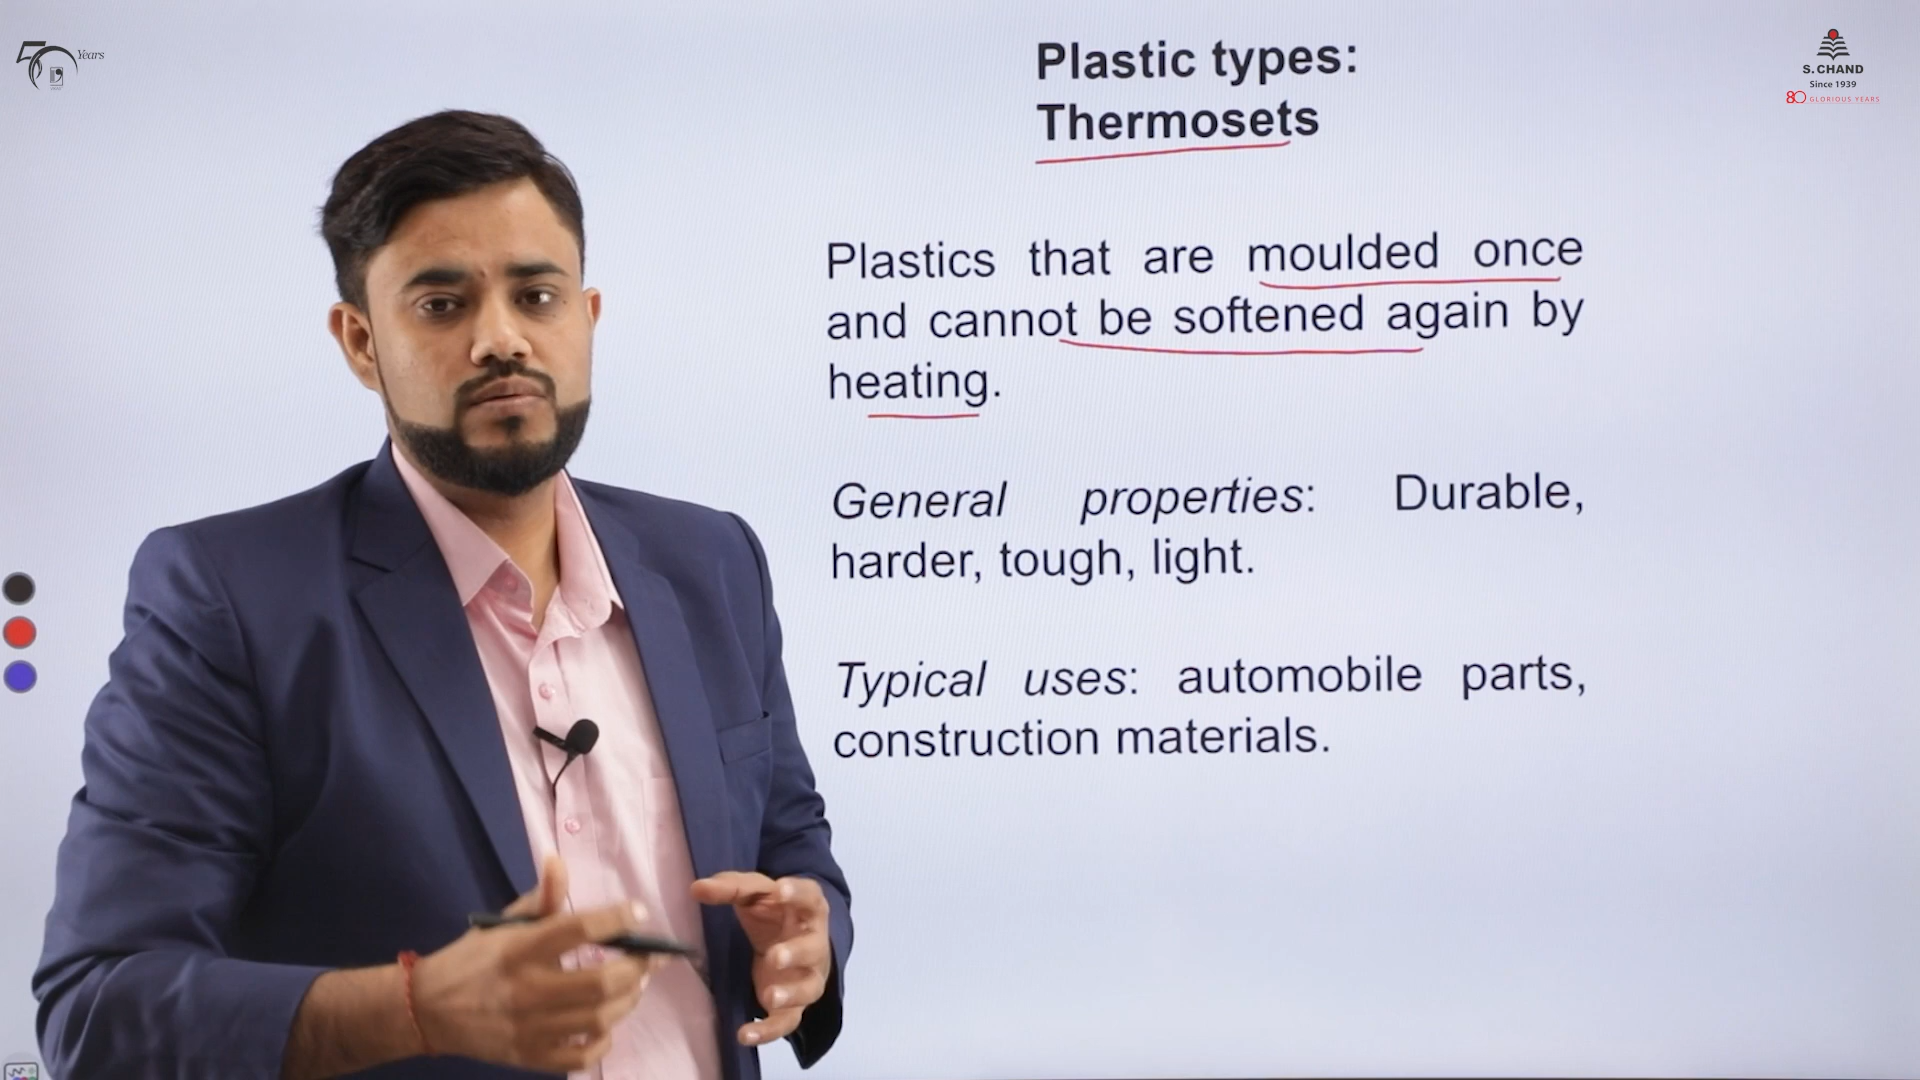 50 Years
Plastic types:
Thermosets
S. CHAND
Since 1939
80 GLORIOUS YEARS
Plastics that are moulded once
and cannot be softened again by
heating.
General properties: Durable,
harder, tough, light.
Typical uses: automobile parts,
construction materials.